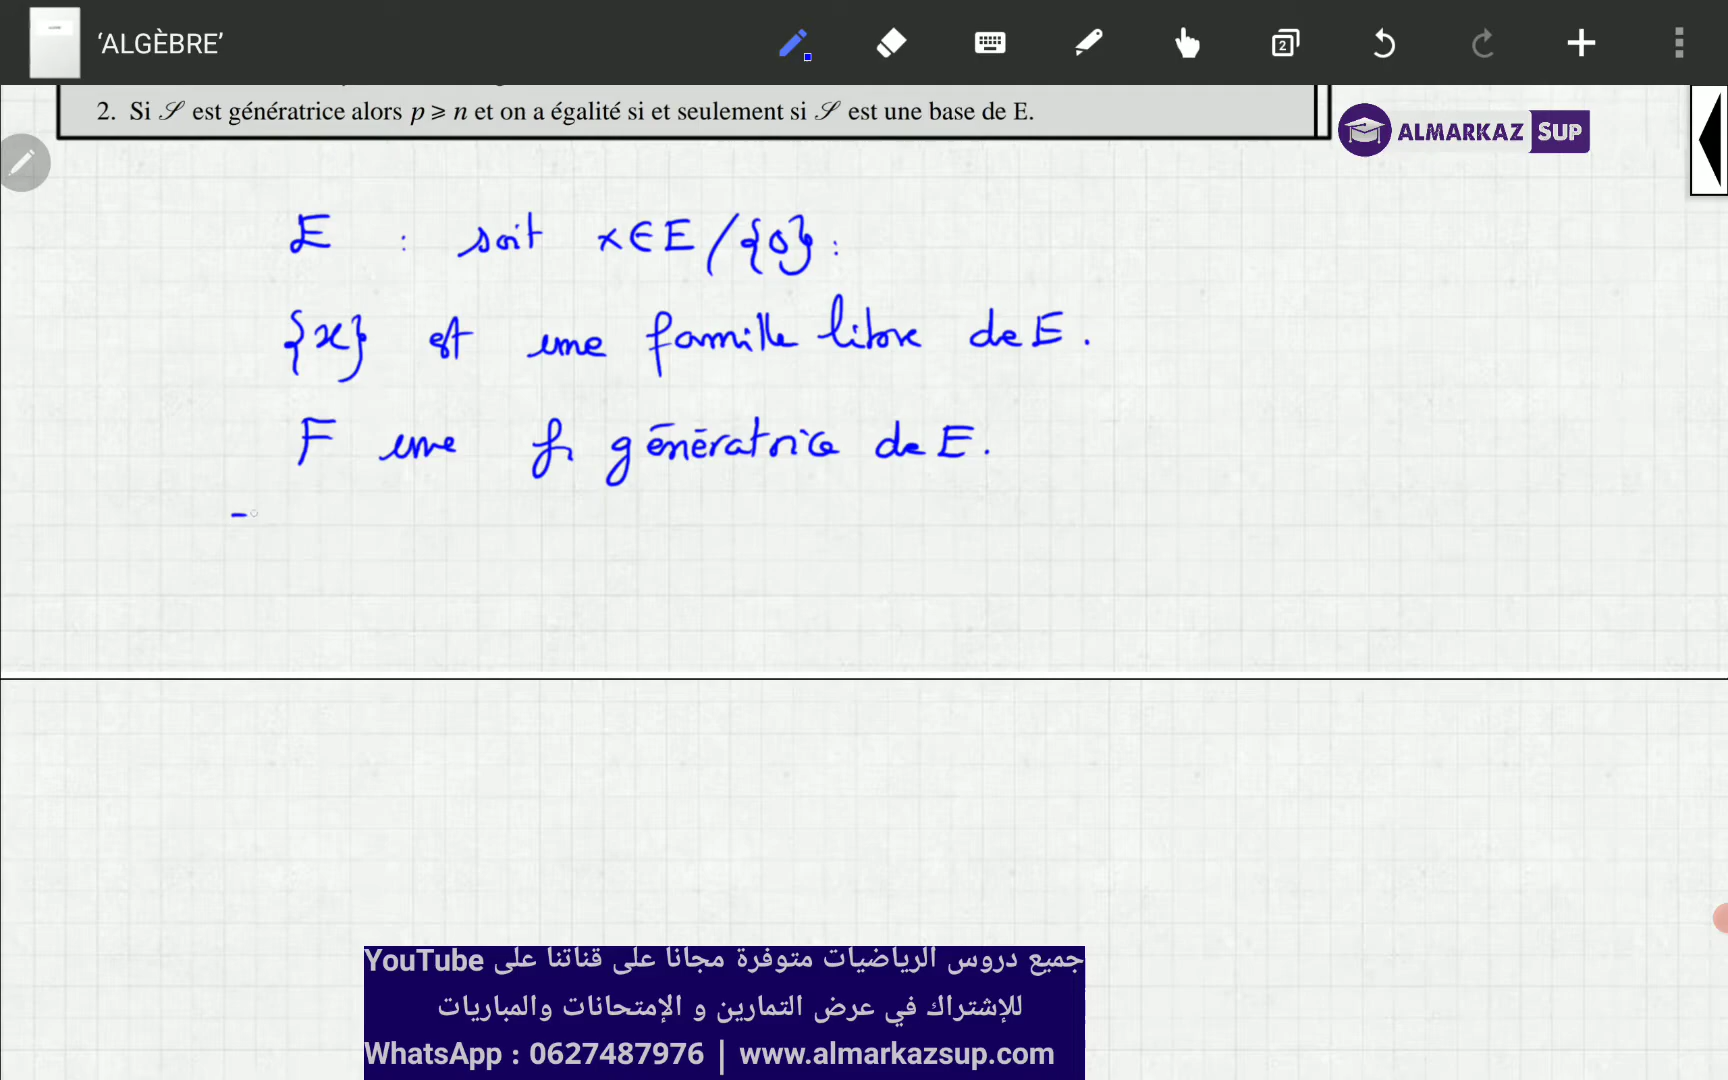 ‘ALGÈBRE’
2. Si 𝒮 est génératrice alors p ⩾ n et on a égalité si et seulement si 𝒮 est une base de E.
ALMARKAZ SUP
E : soit x∈E/{0} :
{x} est une famille libre de E.
F une f génératrice de E.
جميع دروس الرياضيات متوفرة مجانا على قناتنا على YouTube
للإشتراك في عرض التمارين و الإمتحانات والمباريات
WhatsApp : 0627487976 | www.almarkazsup.com